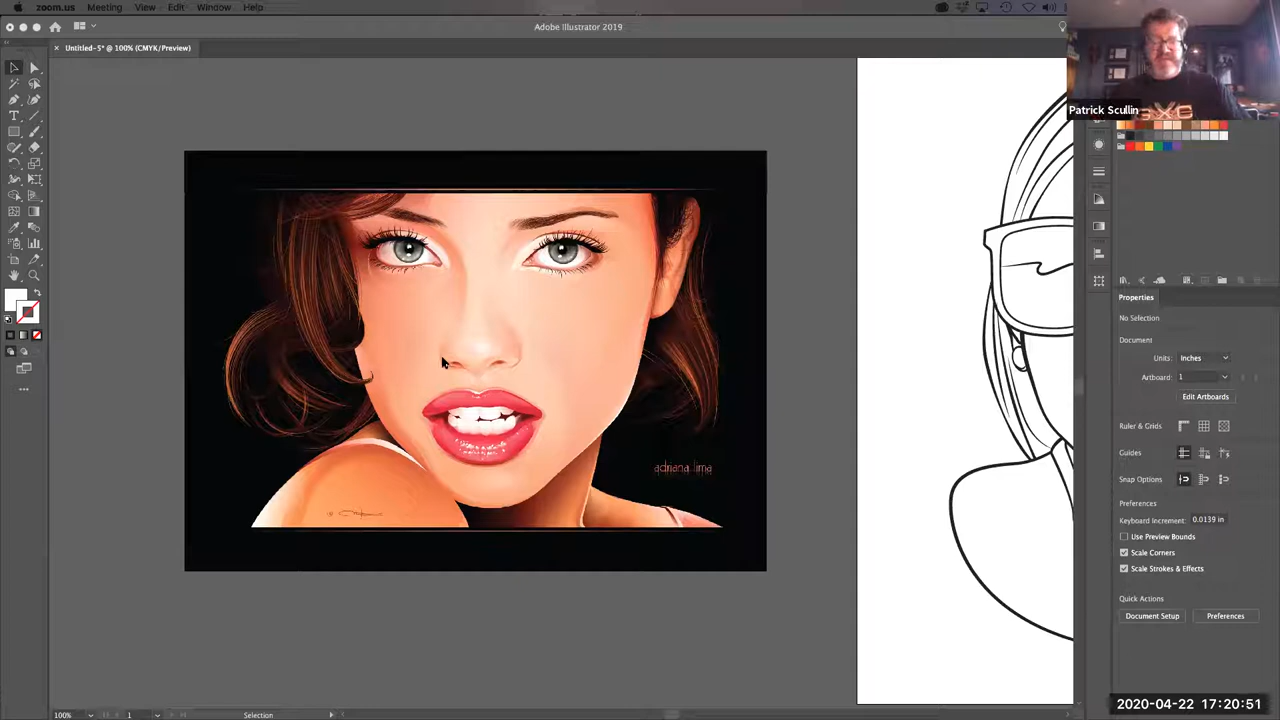 zoom.us Meeting View Edit Window Help
Adobe Illustrator 2019
Patrick Scullin
× Untitled-5* @ 100% (CMYK/Preview)
Properties
No Selection
Document
Units: Inches
Artboard: 1
Edit Artboards
Ruler & Grids
Guides
Snap Options
Preferences
Keyboard Increment: 0.0139 in
Use Preview Bounds
Scale Corners
Scale Strokes & Effects
Quick Actions
Document Setup Preferences
adriana lima
100% 1 Selection
2020-04-22 17:20:51